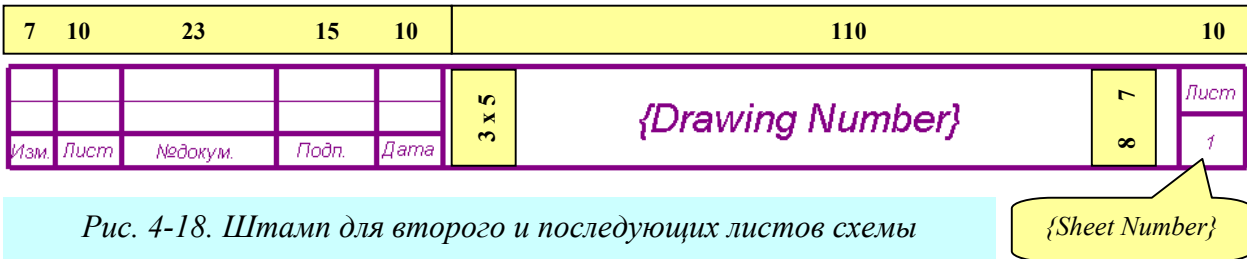 7 10 23 15 10 110 10
3 x 5
{Drawing Number}
8 7
Лист
Изм. Лист №докум. Подп. Дата
1
Рис. 4-18. Штамп для второго и последующих листов схемы
{Sheet Number}